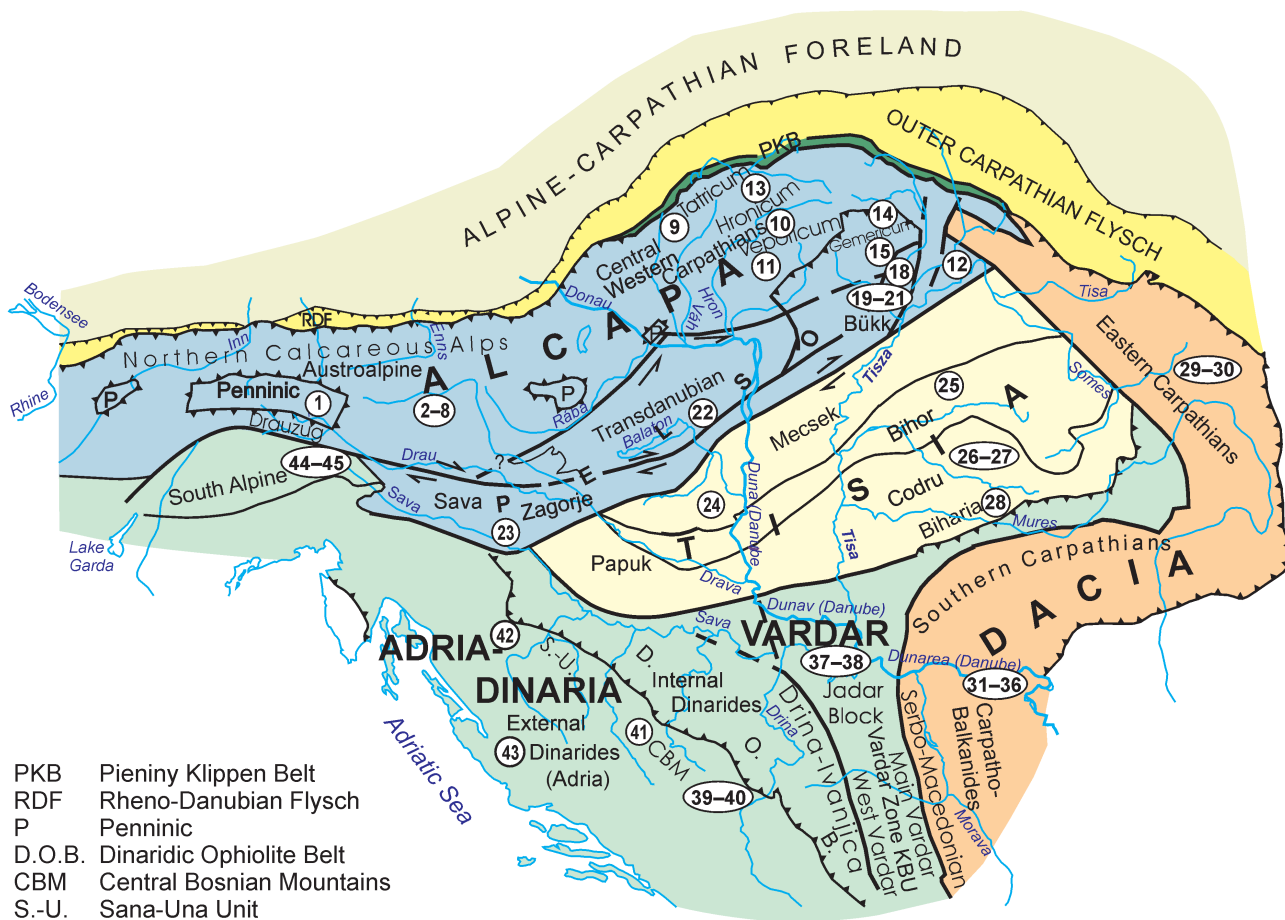 ALPINE-CARPATHIAN FORELAND
OUTER CARPATHIAN FLYSCH
PKB
Tatricum
13
9
Hronicum
10
14
Central
Western
Carpathians
Veporicum
11
Gemericum
15
18
12
19–21
Bükk
Bodensee
Rhine
RDF
Inn
Enns
Donau
Váh
Hron
Tisa
Northern Calcareous Alps
Austroalpine
ALCAPA
P
Penninic
1
2–8
P
P
Rába
Drauzug
44–45
South Alpine
Drau
Sava
?
Transdanubian
Balaton
22
PELSO
Sava
Zagorje
23
Lake
Garda
Tisza
Someş
Eastern Carpathians
29–30
Mecsek
25
Bihor
26–27
Codru
28
Biharia
Mures
24
TISIA
Papuk
Duna (Danube)
Tisa
Drava
Southern Carpathians
DACIA
Dunav (Danube)
Sava
VARDAR
37–38
Dunarea (Danube)
31–36
ADRIA-
DINARIA
42
S.-U.
D.
O.
B.
Internal
Dinarides
Drina
External
Dinarides
(Adria)
43
41
CBM
39–40
Drina-Ivanjica
Jadar
Block
West Vardar
Vardar Zone KBU
Main Vardar
Serbo-Macedonian
Carpatho-
Balkanides
Morava
Adriatic Sea
PKB Pieniny Klippen Belt
RDF Rheno-Danubian Flysch
P Penninic
D.O.B. Dinaridic Ophiolite Belt
CBM Central Bosnian Mountains
S.-U. Sana-Una Unit